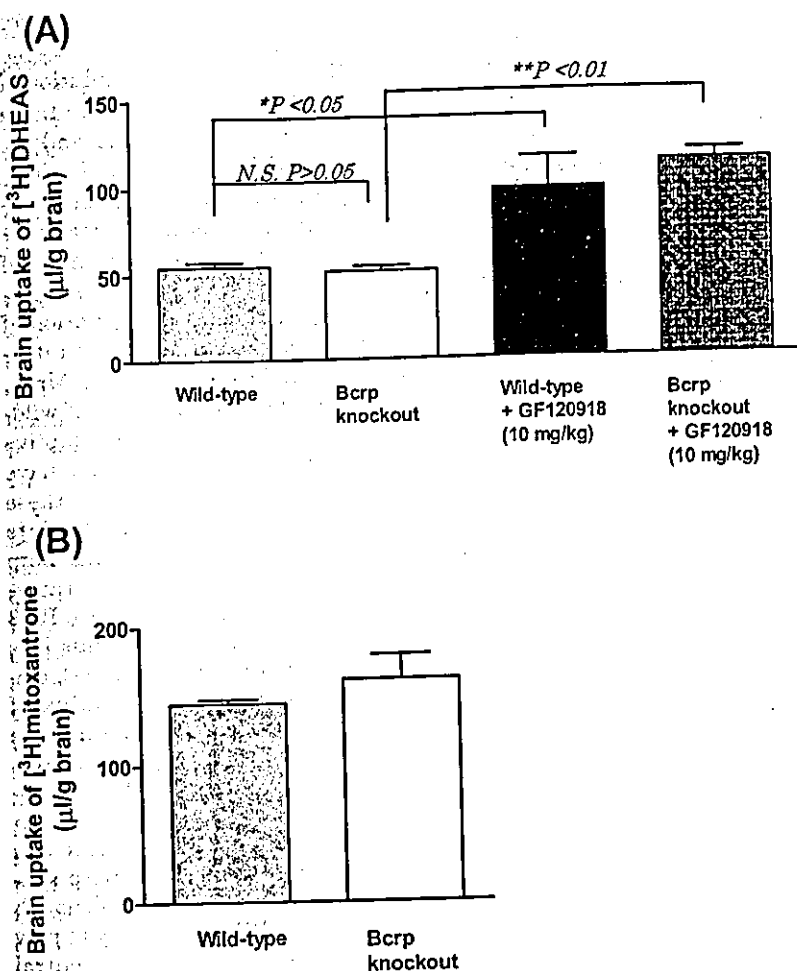 (A)
Brain uptake of [³H]DHEAS
(µl/g brain)
150
100
50
0
*P <0.05
**P <0.01
N.S. P>0.05
Wild-type
Bcrp
knockout
Wild-type
+ GF120918
(10 mg/kg)
Bcrp
knockout
+ GF120918
(10 mg/kg)
(B)
Brain uptake of [³H]mitoxantrone
(µl/g brain)
200
100
0
Wild-type
Bcrp
knockout